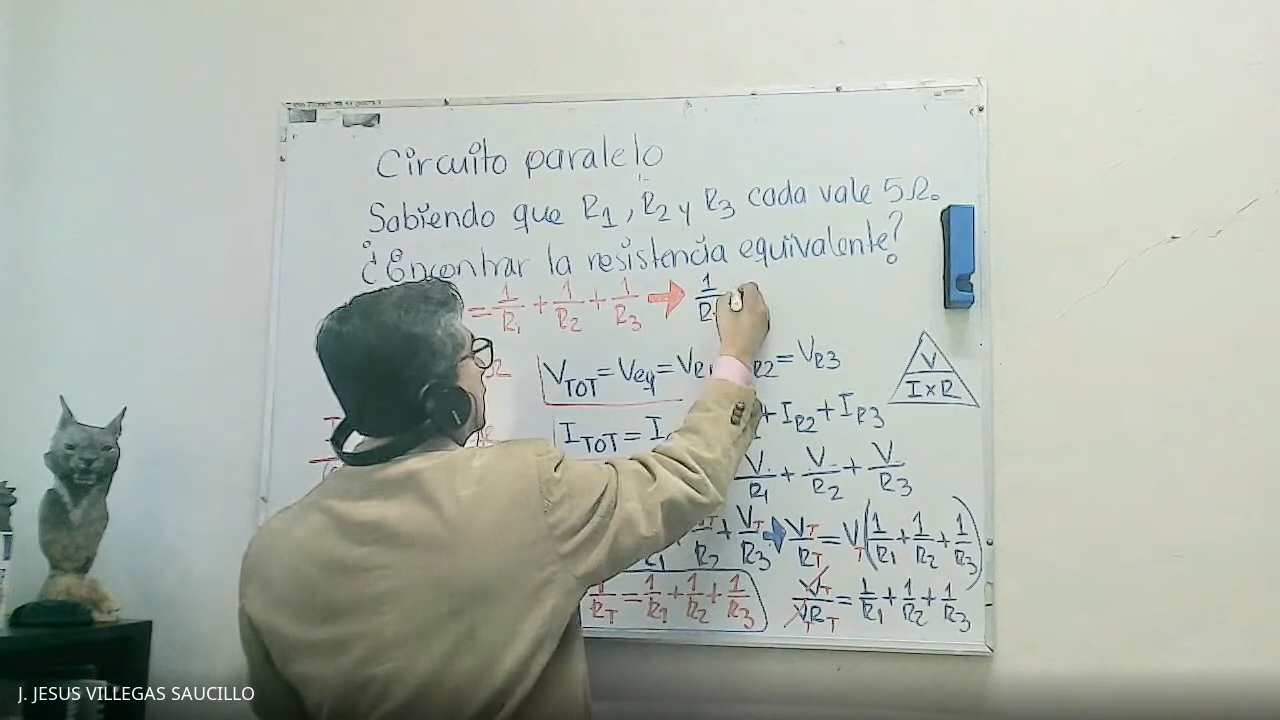 Circuito paralelo
Sabiendo que R1, R2 y R3 cada vale 5Ω.
¿Encontrar la resistencia equivalente?
= 1/R1 + 1/R2 + 1/R3 ➡ 1/R
VTOT = Veq = VR1 R2 = VR3
V
I x R
ITOT = I + IR2 + IR3
V/R1 + V/R2 + V/R3
R1 R2 + VT/R3 ➡ VT/RT = VT(1/R1 + 1/R2 + 1/R3)
1/RT = 1/R1 + 1/R2 + 1/R3
VT/VTRT = 1/R1 + 1/R2 + 1/R3
J. JESUS VILLEGAS SAUCILLO